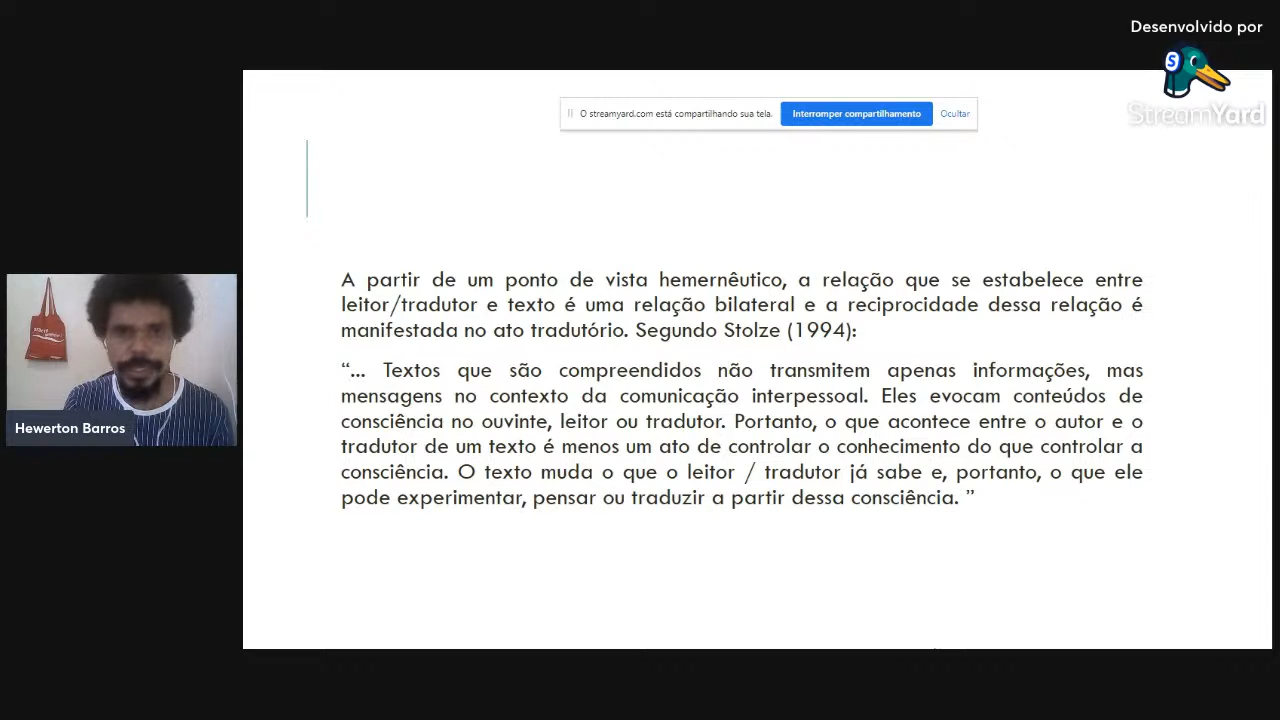 Desenvolvido por
StreamYard
O streamyard.com está compartilhando sua tela.
Interromper compartilhamento
Ocultar
A partir de um ponto de vista hemernêutico, a relação que se estabelece entre
leitor/tradutor e texto é uma relação bilateral e a reciprocidade dessa relação é
manifestada no ato tradutório. Segundo Stolze (1994):
“... Textos que são compreendidos não transmitem apenas informações, mas
mensagens no contexto da comunicação interpessoal. Eles evocam conteúdos de
consciência no ouvinte, leitor ou tradutor. Portanto, o que acontece entre o autor e o
tradutor de um texto é menos um ato de controlar o conhecimento do que controlar a
consciência. O texto muda o que o leitor / tradutor já sabe e, portanto, o que ele
pode experimentar, pensar ou traduzir a partir dessa consciência. ”
Hewerton Barros